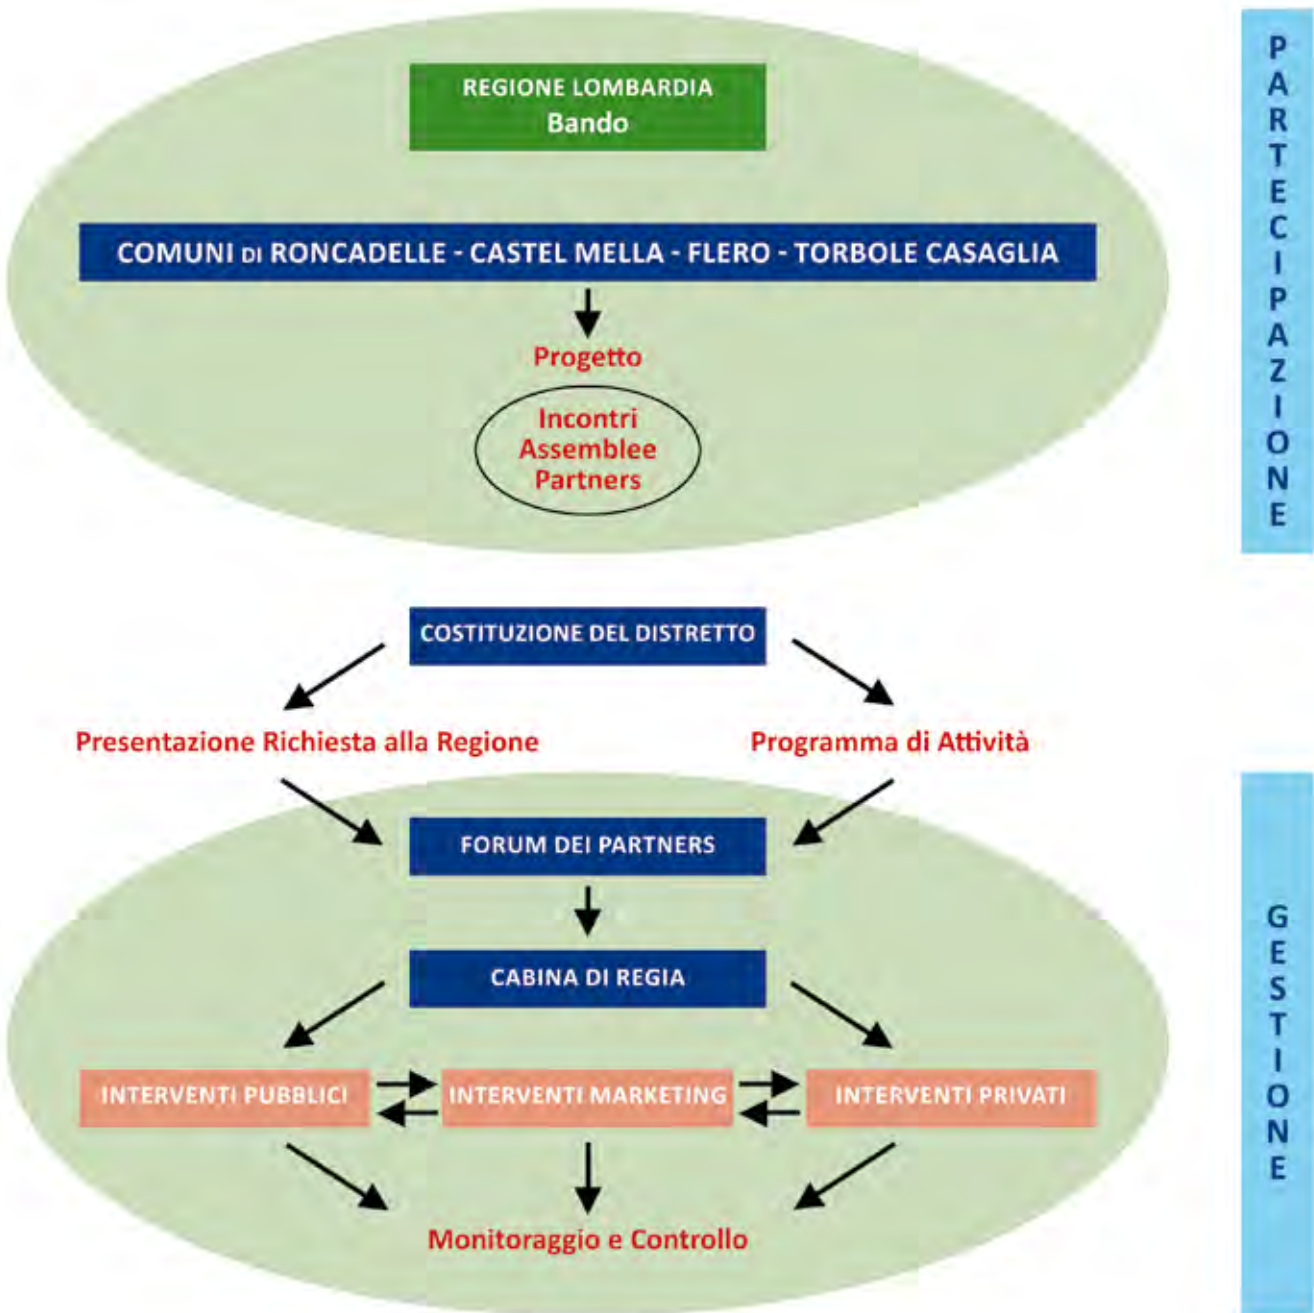 REGIONE LOMBARDIA
Bando
COMUNI DI RONCADELLE - CASTEL MELLA - FLERO - TORBOLE CASAGLIA
Progetto
Incontri
Assemblee
Partners
PARTECIPAZIONE
COSTITUZIONE DEL DISTRETTO
Presentazione Richiesta alla Regione
Programma di Attività
FORUM DEI PARTNERS
CABINA DI REGIA
INTERVENTI PUBBLICI
INTERVENTI MARKETING
INTERVENTI PRIVATI
Monitoraggio e Controllo
GESTIONE